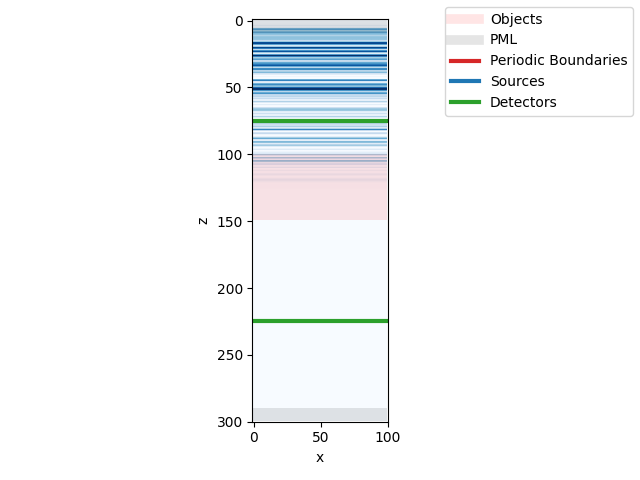 Objects
PML
Periodic Boundaries
Sources
Detectors
0
50
100
150
200
250
300
z
0 50 100
x